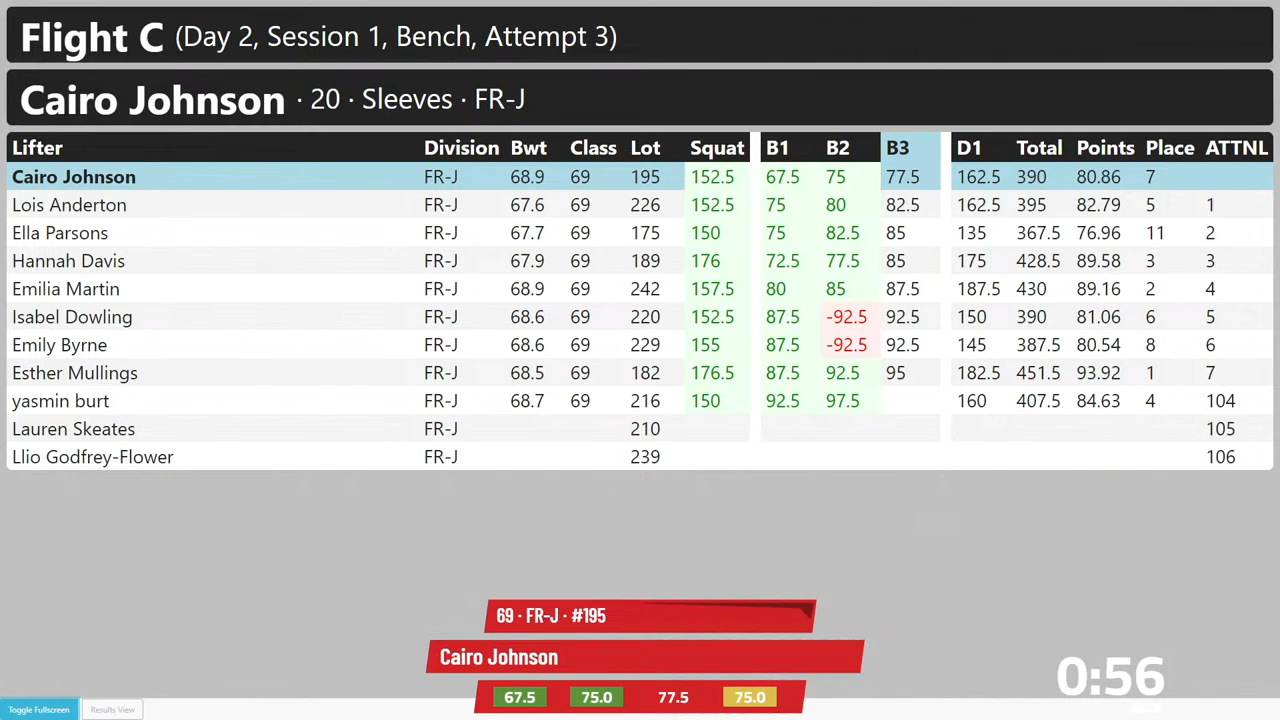 Flight C (Day 2, Session 1, Bench, Attempt 3)
Cairo Johnson · 20 · Sleeves · FR-J
Lifter Division Bwt Class Lot Squat B1 B2 B3 D1 Total Points Place ATTNL
Cairo Johnson FR-J 68.9 69 195 152.5 67.5 75 77.5 162.5 390 80.86 7
Lois Anderton FR-J 67.6 69 226 152.5 75 80 82.5 162.5 395 82.79 5 1
Ella Parsons FR-J 67.7 69 175 150 75 82.5 85 135 367.5 76.96 11 2
Hannah Davis FR-J 67.9 69 189 176 72.5 77.5 85 175 428.5 89.58 3 3
Emilia Martin FR-J 68.9 69 242 157.5 80 85 87.5 187.5 430 89.16 2 4
Isabel Dowling FR-J 68.6 69 220 152.5 87.5 -92.5 92.5 150 390 81.06 6 5
Emily Byrne FR-J 68.6 69 229 155 87.5 -92.5 92.5 145 387.5 80.54 8 6
Esther Mullings FR-J 68.5 69 182 176.5 87.5 92.5 95 182.5 451.5 93.92 1 7
yasmin burt FR-J 68.7 69 216 150 92.5 97.5 160 407.5 84.63 4 104
Lauren Skeates FR-J 210 105
Llio Godfrey-Flower FR-J 239 106
69 · FR-J · #195
Cairo Johnson
67.5 75.0 77.5 75.0
0:56
Toggle Fullscreen Results View